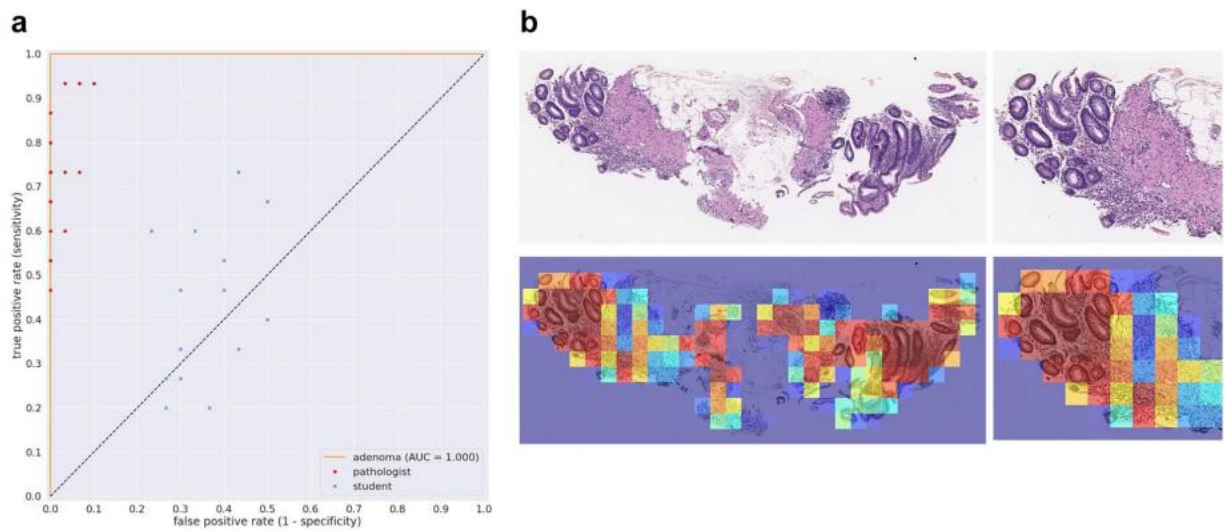 a
b
1.0
0.9
0.8
0.7
0.6
0.5
0.4
0.3
0.2
0.1
0.0
true positive rate (sensitivity)
adenoma (AUC = 1.000)
pathologist
student
0.0 0.1 0.2 0.3 0.4 0.5 0.6 0.7 0.8 0.9 1.0
false positive rate (1 - specificity)